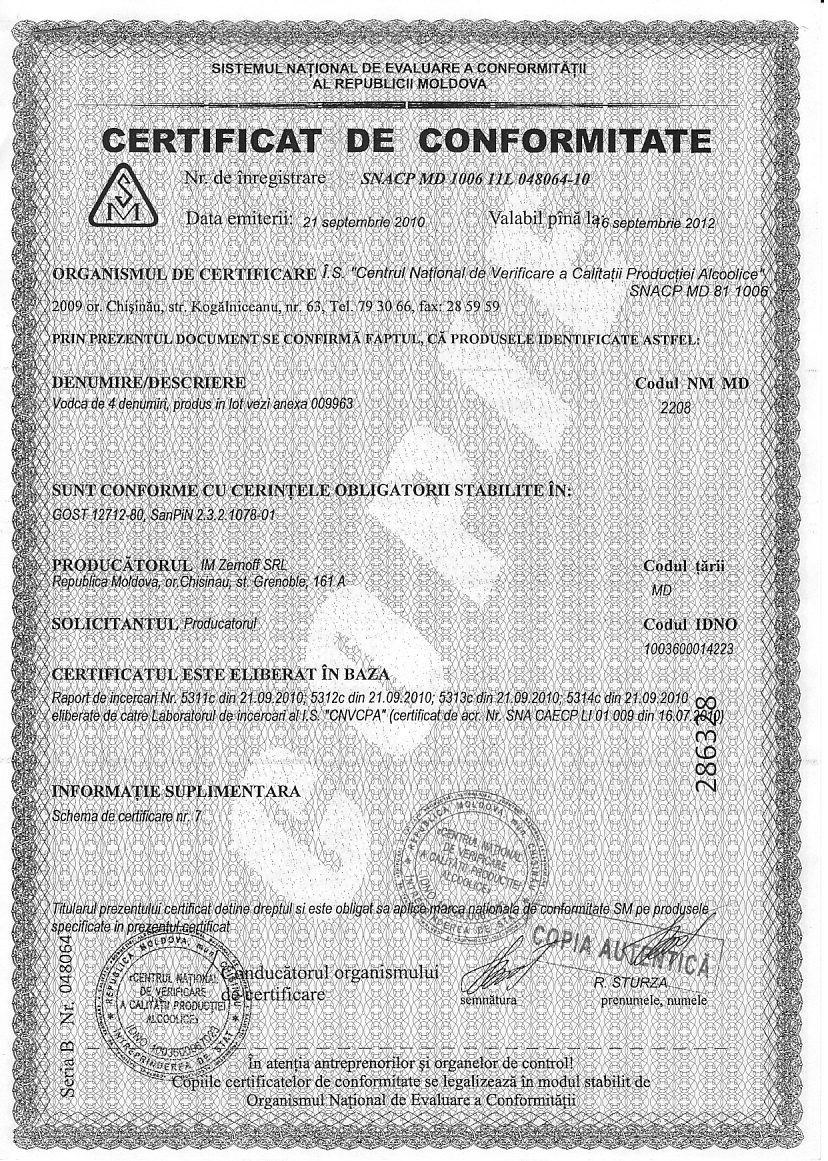 SISTEMUL NAȚIONAL DE EVALUARE A CONFORMITĂȚII
AL REPUBLICII MOLDOVA
CERTIFICAT DE CONFORMITATE
SM
Nr. de înregistrare SNACP MD 1006 11L 048064-10
Data emiterii: 21 septembrie 2010 Valabil pînă la 16 septembrie 2012
ORGANISMUL DE CERTIFICARE Î.S. "Centrul Național de Verificare a Calității Producției Alcoolice"
SNACP MD 81 1006
2009 or. Chișinău, str. Kogălniceanu, nr. 63, Tel. 79 30 66, fax: 28 59 59
PRIN PREZENTUL DOCUMENT SE CONFIRMĂ FAPTUL, CĂ PRODUSELE IDENTIFICATE ASTFEL:
DENUMIRE/DESCRIERE Codul NM MD
Vodca de 4 denumiri, produs in lot vezi anexa 009963 2208
SUNT CONFORME CU CERINȚELE OBLIGATORII STABILITE ÎN:
GOST 12712-80, SanPiN 2.3.2.1078-01
PRODUCĂTORUL IM Zernoff SRL Codul țării
Republica Moldova, or.Chisinau, st. Grenoble, 161 A
MD
SOLICITANTUL Producatorul Codul IDNO
1003600014223
CERTIFICATUL ESTE ELIBERAT ÎN BAZA
Raport de incercari Nr. 5311c din 21.09.2010; 5312c din 21.09.2010; 5313c din 21.09.2010; 5314c din 21.09.2010
eliberate de catre Laboratorul de incercari al I.S. "CNVCPA" (certificat de acr. Nr. SNA CAECP LI 01 009 din 16.07.2010)
286328
INFORMAȚIE SUPLIMENTARA
Schema de certificare nr. 7
COPIE
REPUBLICA MOLDOVA, mun. CHIȘINĂU
«CENTRUL NAȚIONAL
DE VERIFICARE
A CALITĂȚII PRODUCȚIEI
ALCOOLICE»
Titularul prezentului certificat detine dreptul si este obligat sa aplice marca nationala de conformitate SM pe produsele
specificate in prezentul certificat
COPIA AUTENTICĂ
REPUBLICA MOLDOVA, mun.
«CENTRUL NAȚIONAL
DE VERIFICARE
A CALITĂȚII PRODUCȚIEI
ALCOOLICE»
ÎNTREPRINDEREA DE STAT
Conducătorul organismului
de certificare
R. STURZA
semnătura prenumele, numele
Seria B Nr. 048064
În atenția antreprenorilor și organelor de control!
Copiile certificatelor de conformitate se legalizează în modul stabilit de
Organismul Național de Evaluare a Conformității